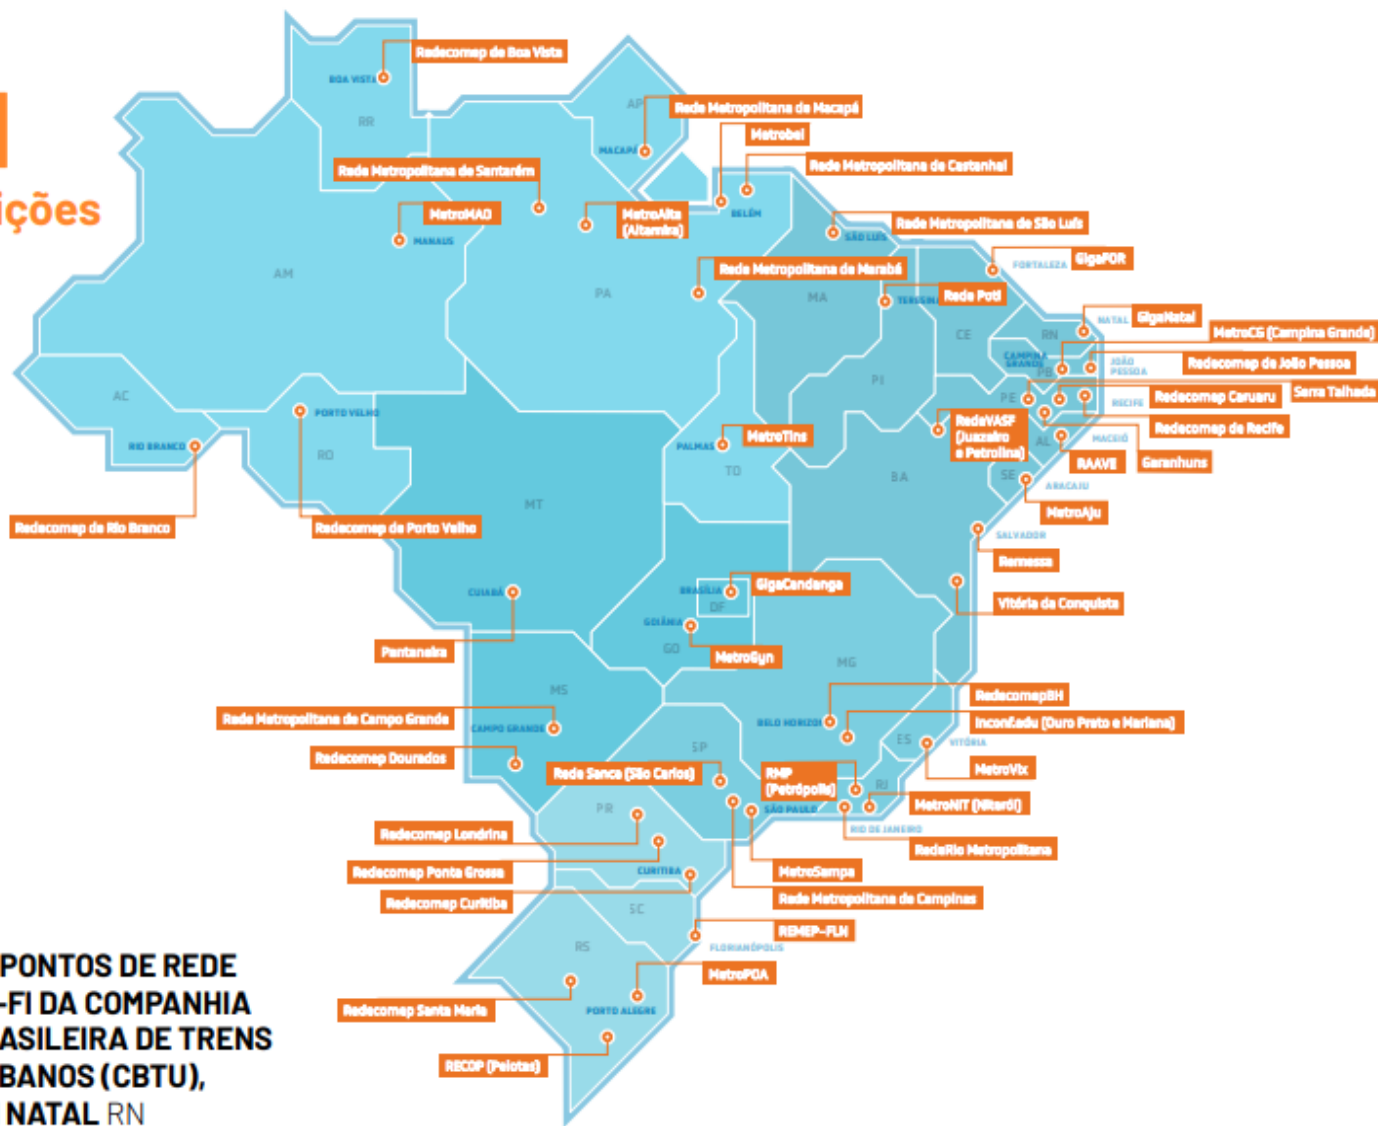 ições
Redecomep de Boa Vista
BOA VISTA
RR
AP
Rede Metropolitana de Macapá
MACAPÁ
Metrobel
Rede Metropolitana de Castanhal
BELÉM
Rede Metropolitana de Santarém
MetroMAO
MANAUS
MetroAlta
(Altamira)
Rede Metropolitana de São Luís
SÃO LUÍS
GigaFOR
FORTALEZA
AM
PA
Rede Metropolitana de Marabá
MA
TERESINA
Rede Poti
CE
GigaNatal
NATAL
RN
MetroCG (Campina Grande)
CAMPINA
GRANDE
PB
JOÃO
PESSOA
Redecomep de João Pessoa
PI
AC
PE
Serra Talhada
Redecomep Caruaru
RECIFE
Redecomep de Recife
RedeVASF
(Juazeiro
e Petrolina)
AL
MACEIÓ
RAAVE
Garanhuns
PORTO VELHO
RIO BRANCO
RO
PALMAS
MetroTins
TO
BA
SE
ARACAJU
MetroAju
MT
Redecomep de Rio Branco
Redecomep de Porto Velho
SALVADOR
Remessa
CUIABÁ
BRASÍLIA
DF
GigaCandanga
Vitória da Conquista
GOIÂNIA
GO
MetroGyn
Pantaneira
MG
MS
RedecomepBH
Rede Metropolitana de Campo Grande
CAMPO GRANDE
BELO HORIZON
Inconf.edu (Ouro Preto e Mariana)
ES
VITÓRIA
SP
Redecomep Dourados
Rede Sanca (São Carlos)
RMP
(Petrópolis)
MetroVix
RJ
MetroNIT (Niterói)
PR
SÃO PAULO
RIO DE JANEIRO
Redecomep Londrina
RedeRio Metropolitana
Redecomep Ponta Grossa
CURITIBA
MetroSampa
Redecomep Curitiba
Rede Metropolitana de Campinas
SC
REMEP-FLN
RS
FLORIANÓPOLIS
MetroPOA
Redecomep Santa Maria
PORTO ALEGRE
RECOP (Pelotas)
PONTOS DE REDE
-FI DA COMPANHIA
ASILEIRA DE TRENS
BANOS (CBTU),
NATAL RN